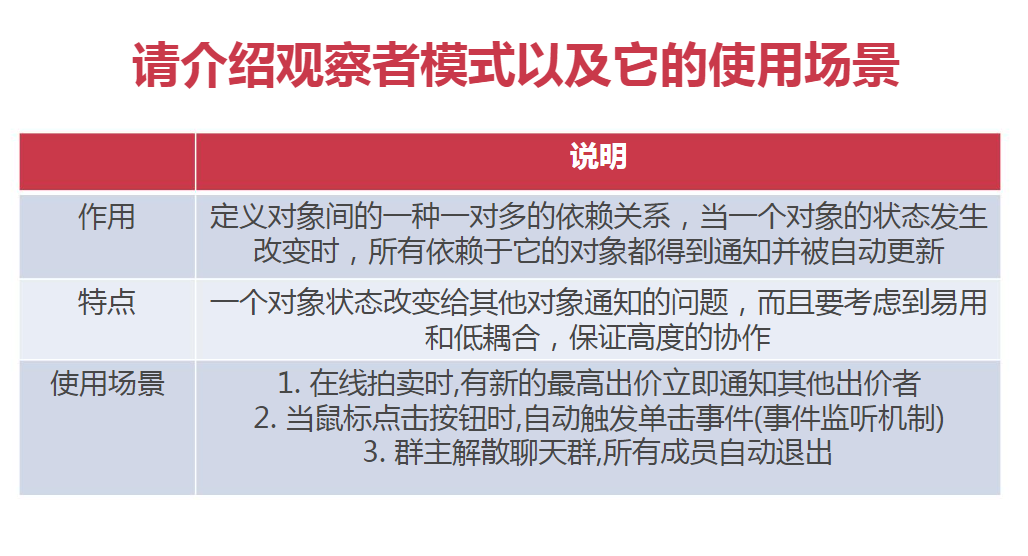 请介绍观察者模式以及它的使用场景
说明
作用
定义对象间的一种一对多的依赖关系，当一个对象的状态发生
改变时，所有依赖于它的对象都得到通知并被自动更新
特点
一个对象状态改变给其他对象通知的问题，而且要考虑到易用
和低耦合，保证高度的协作
使用场景
1. 在线拍卖时,有新的最高出价立即通知其他出价者
2. 当鼠标点击按钮时,自动触发单击事件(事件监听机制)
3. 群主解散聊天群,所有成员自动退出